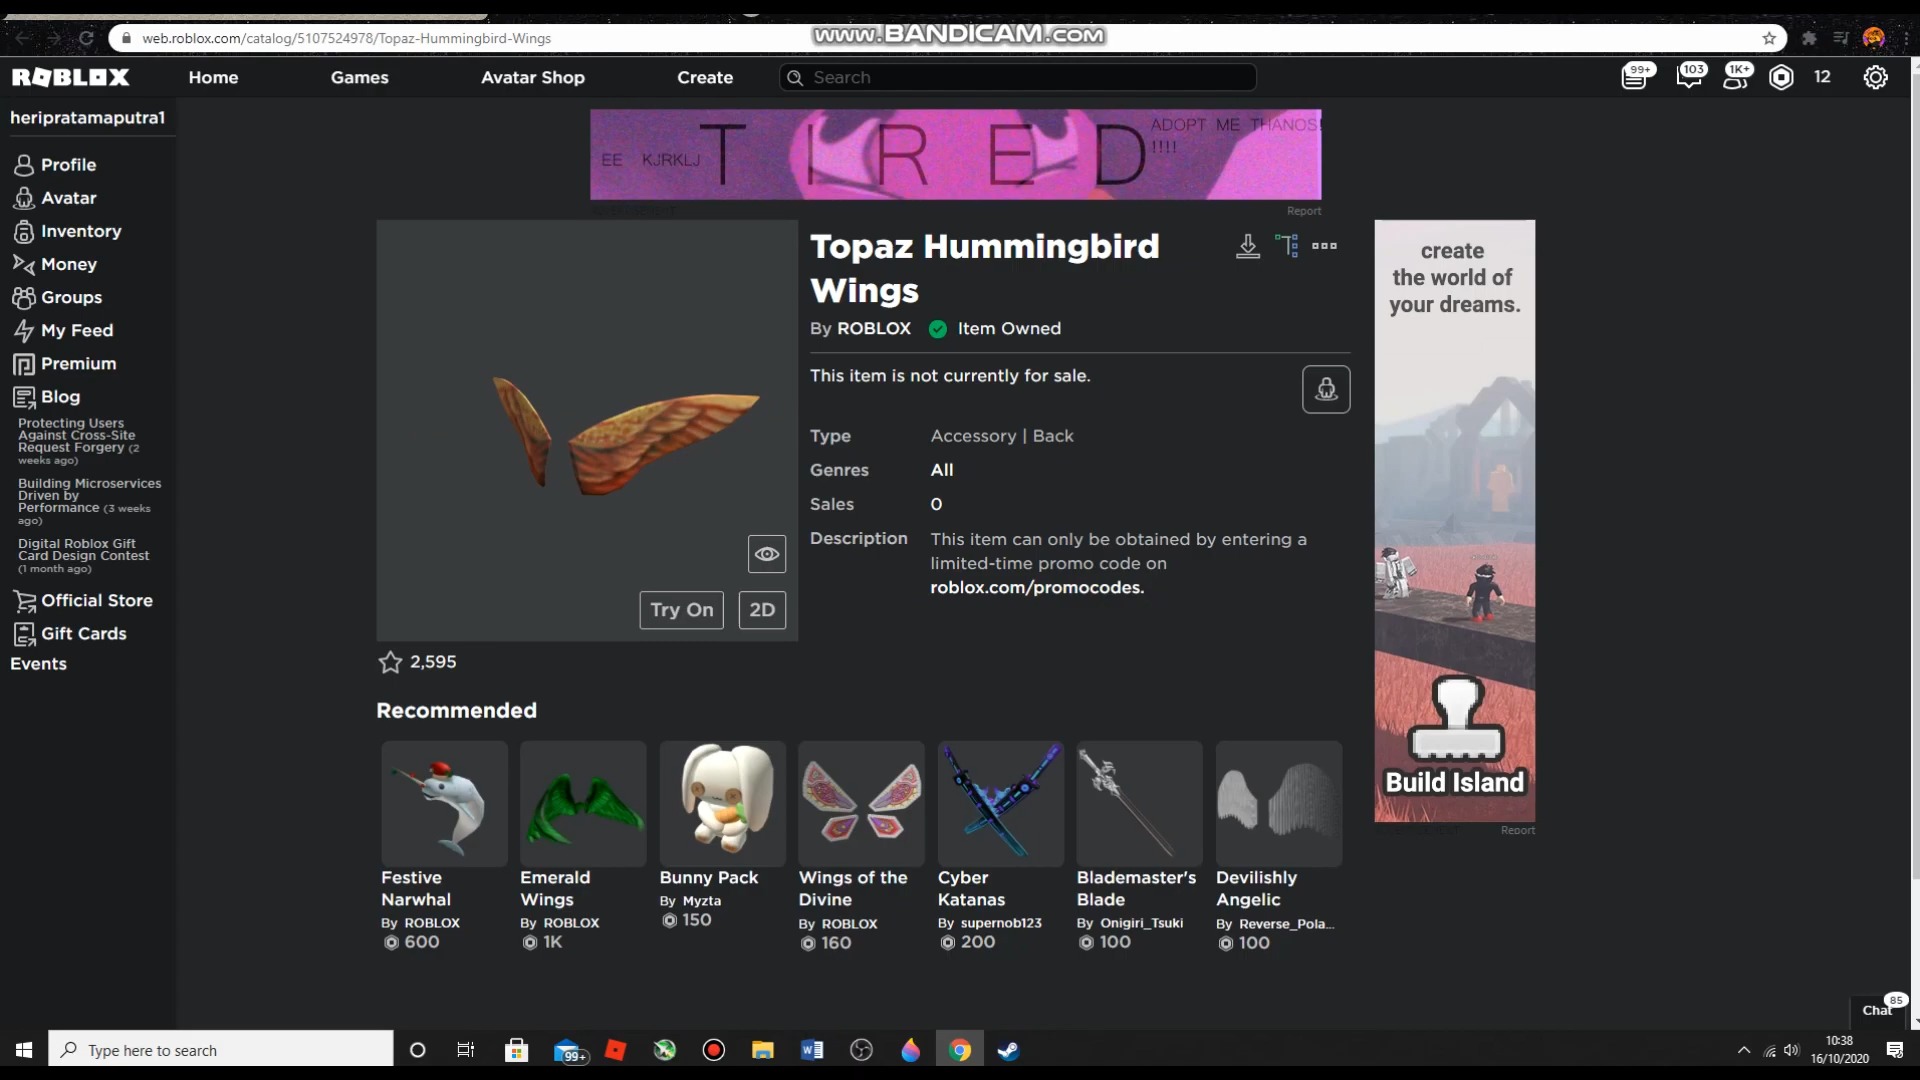 web.roblox.com/catalog/5107524978/Topaz-Hummingbird-Wings
www.BANDICAM.com
ROBLOX
Home
Games
Avatar Shop
Create
Search
99+
103
1K+
12
heripratamaputra1
Profile
Avatar
Inventory
Money
Groups
My Feed
Premium
Blog
Protecting Users
Against Cross-Site
Request Forgery (2
weeks ago)
Building Microservices
Driven by
Performance (3 weeks
ago)
Digital Roblox Gift
Card Design Contest
(1 month ago)
Official Store
Gift Cards
Events
EE KJRKLJ
T I R E D
ADOPT ME THANOS!
!!!!
Report
Topaz Hummingbird
Wings
By ROBLOX
Item Owned
This item is not currently for sale.
Type
Accessory | Back
Genres
All
Sales
0
Description
This item can only be obtained by entering a
limited-time promo code on
roblox.com/promocodes.
Try On
2D
2,595
create
the world of
your dreams.
Build Island
Report
Recommended
Festive
Narwhal
By ROBLOX
600
Emerald
Wings
By ROBLOX
1K
Bunny Pack
By Myzta
150
Wings of the
Divine
By ROBLOX
160
Cyber
Katanas
By supernob123
200
Blademaster's
Blade
By Onigiri_Tsuki
100
Devilishly
Angelic
By Reverse_Pola...
100
Chat
85
Type here to search
99+
10:38
16/10/2020